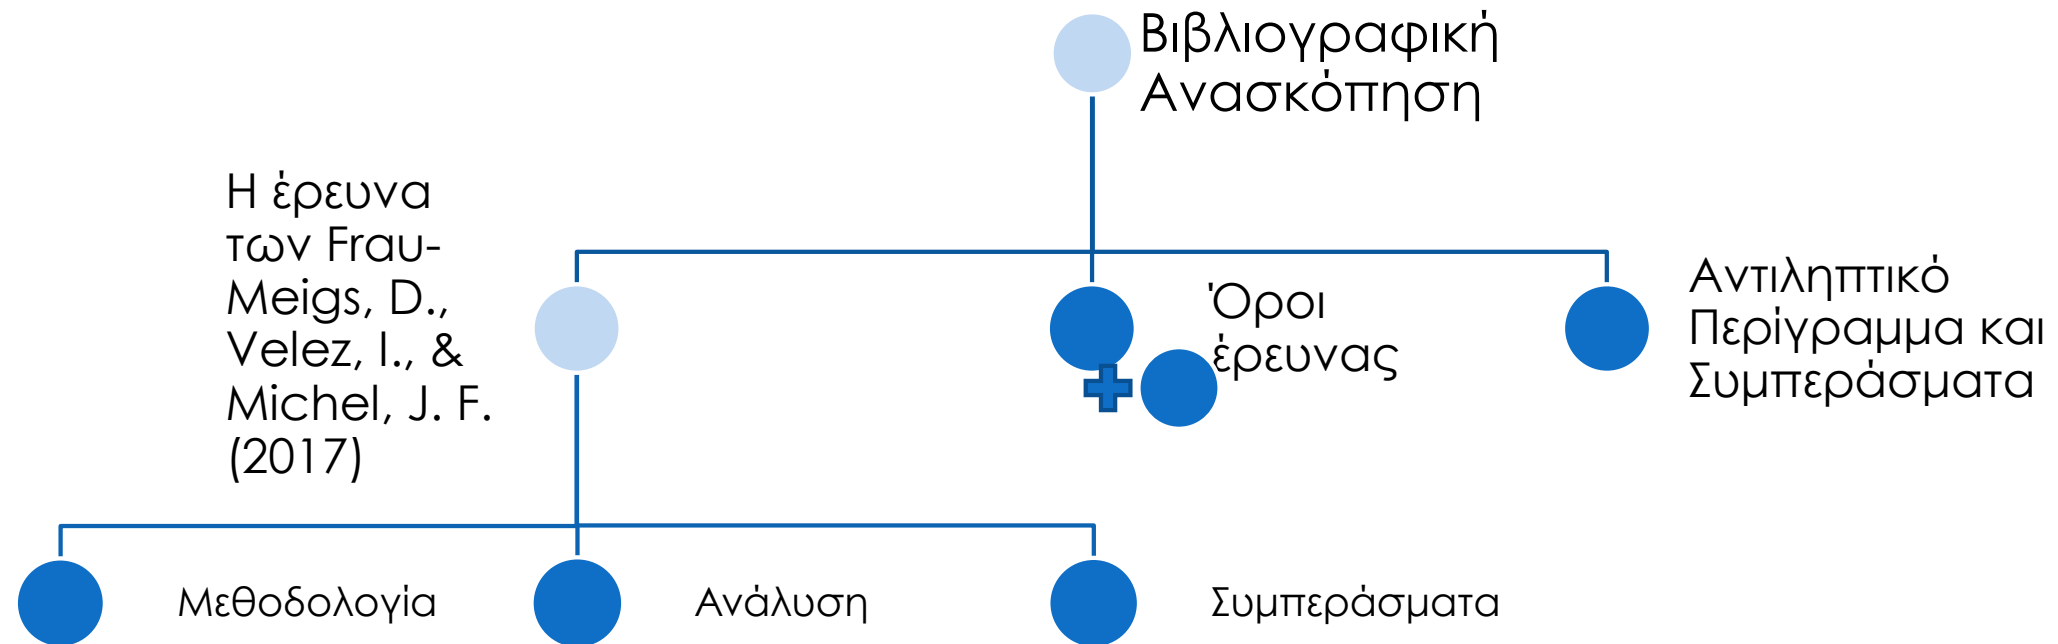 Βιβλιογραφική
Ανασκόπηση
Η έρευνα
των Frau-
Meigs, D.,
Velez, I., &
Michel, J. F.
(2017)
Όροι
έρευνας
Αντιληπτικό
Περίγραμμα και
Συμπεράσματα
Μεθοδολογία
Ανάλυση
Συμπεράσματα